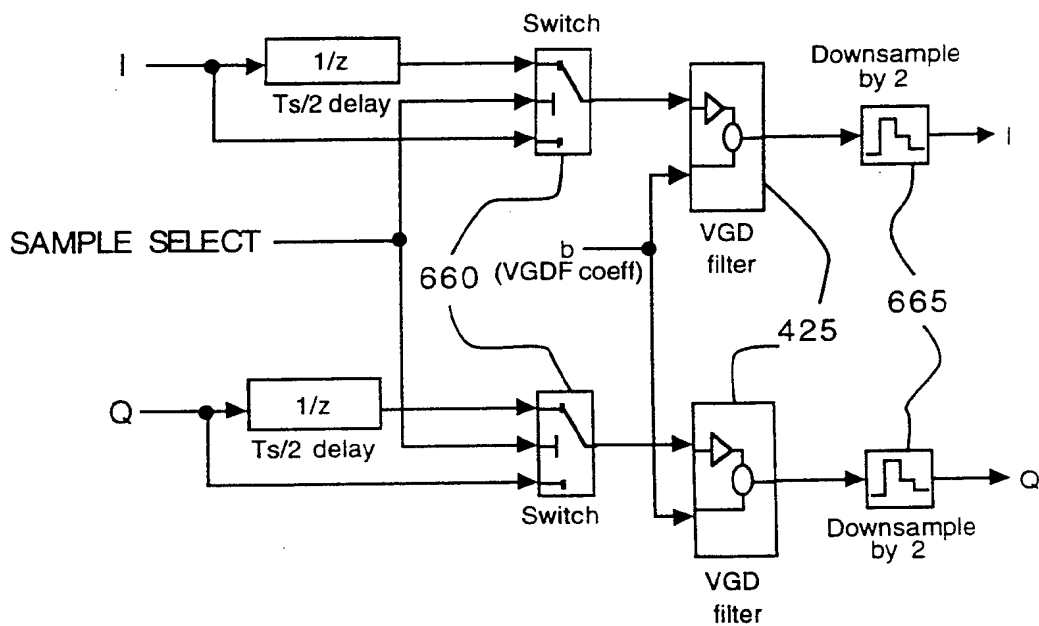 Switch
Downsample
by 2
I
1/z
Ts/2 delay
I
VGD
filter
SAMPLE SELECT
b
(VGDF coeff)
660
665
425
Q
1/z
Ts/2 delay
Q
Switch
Downsample
by 2
VGD
filter